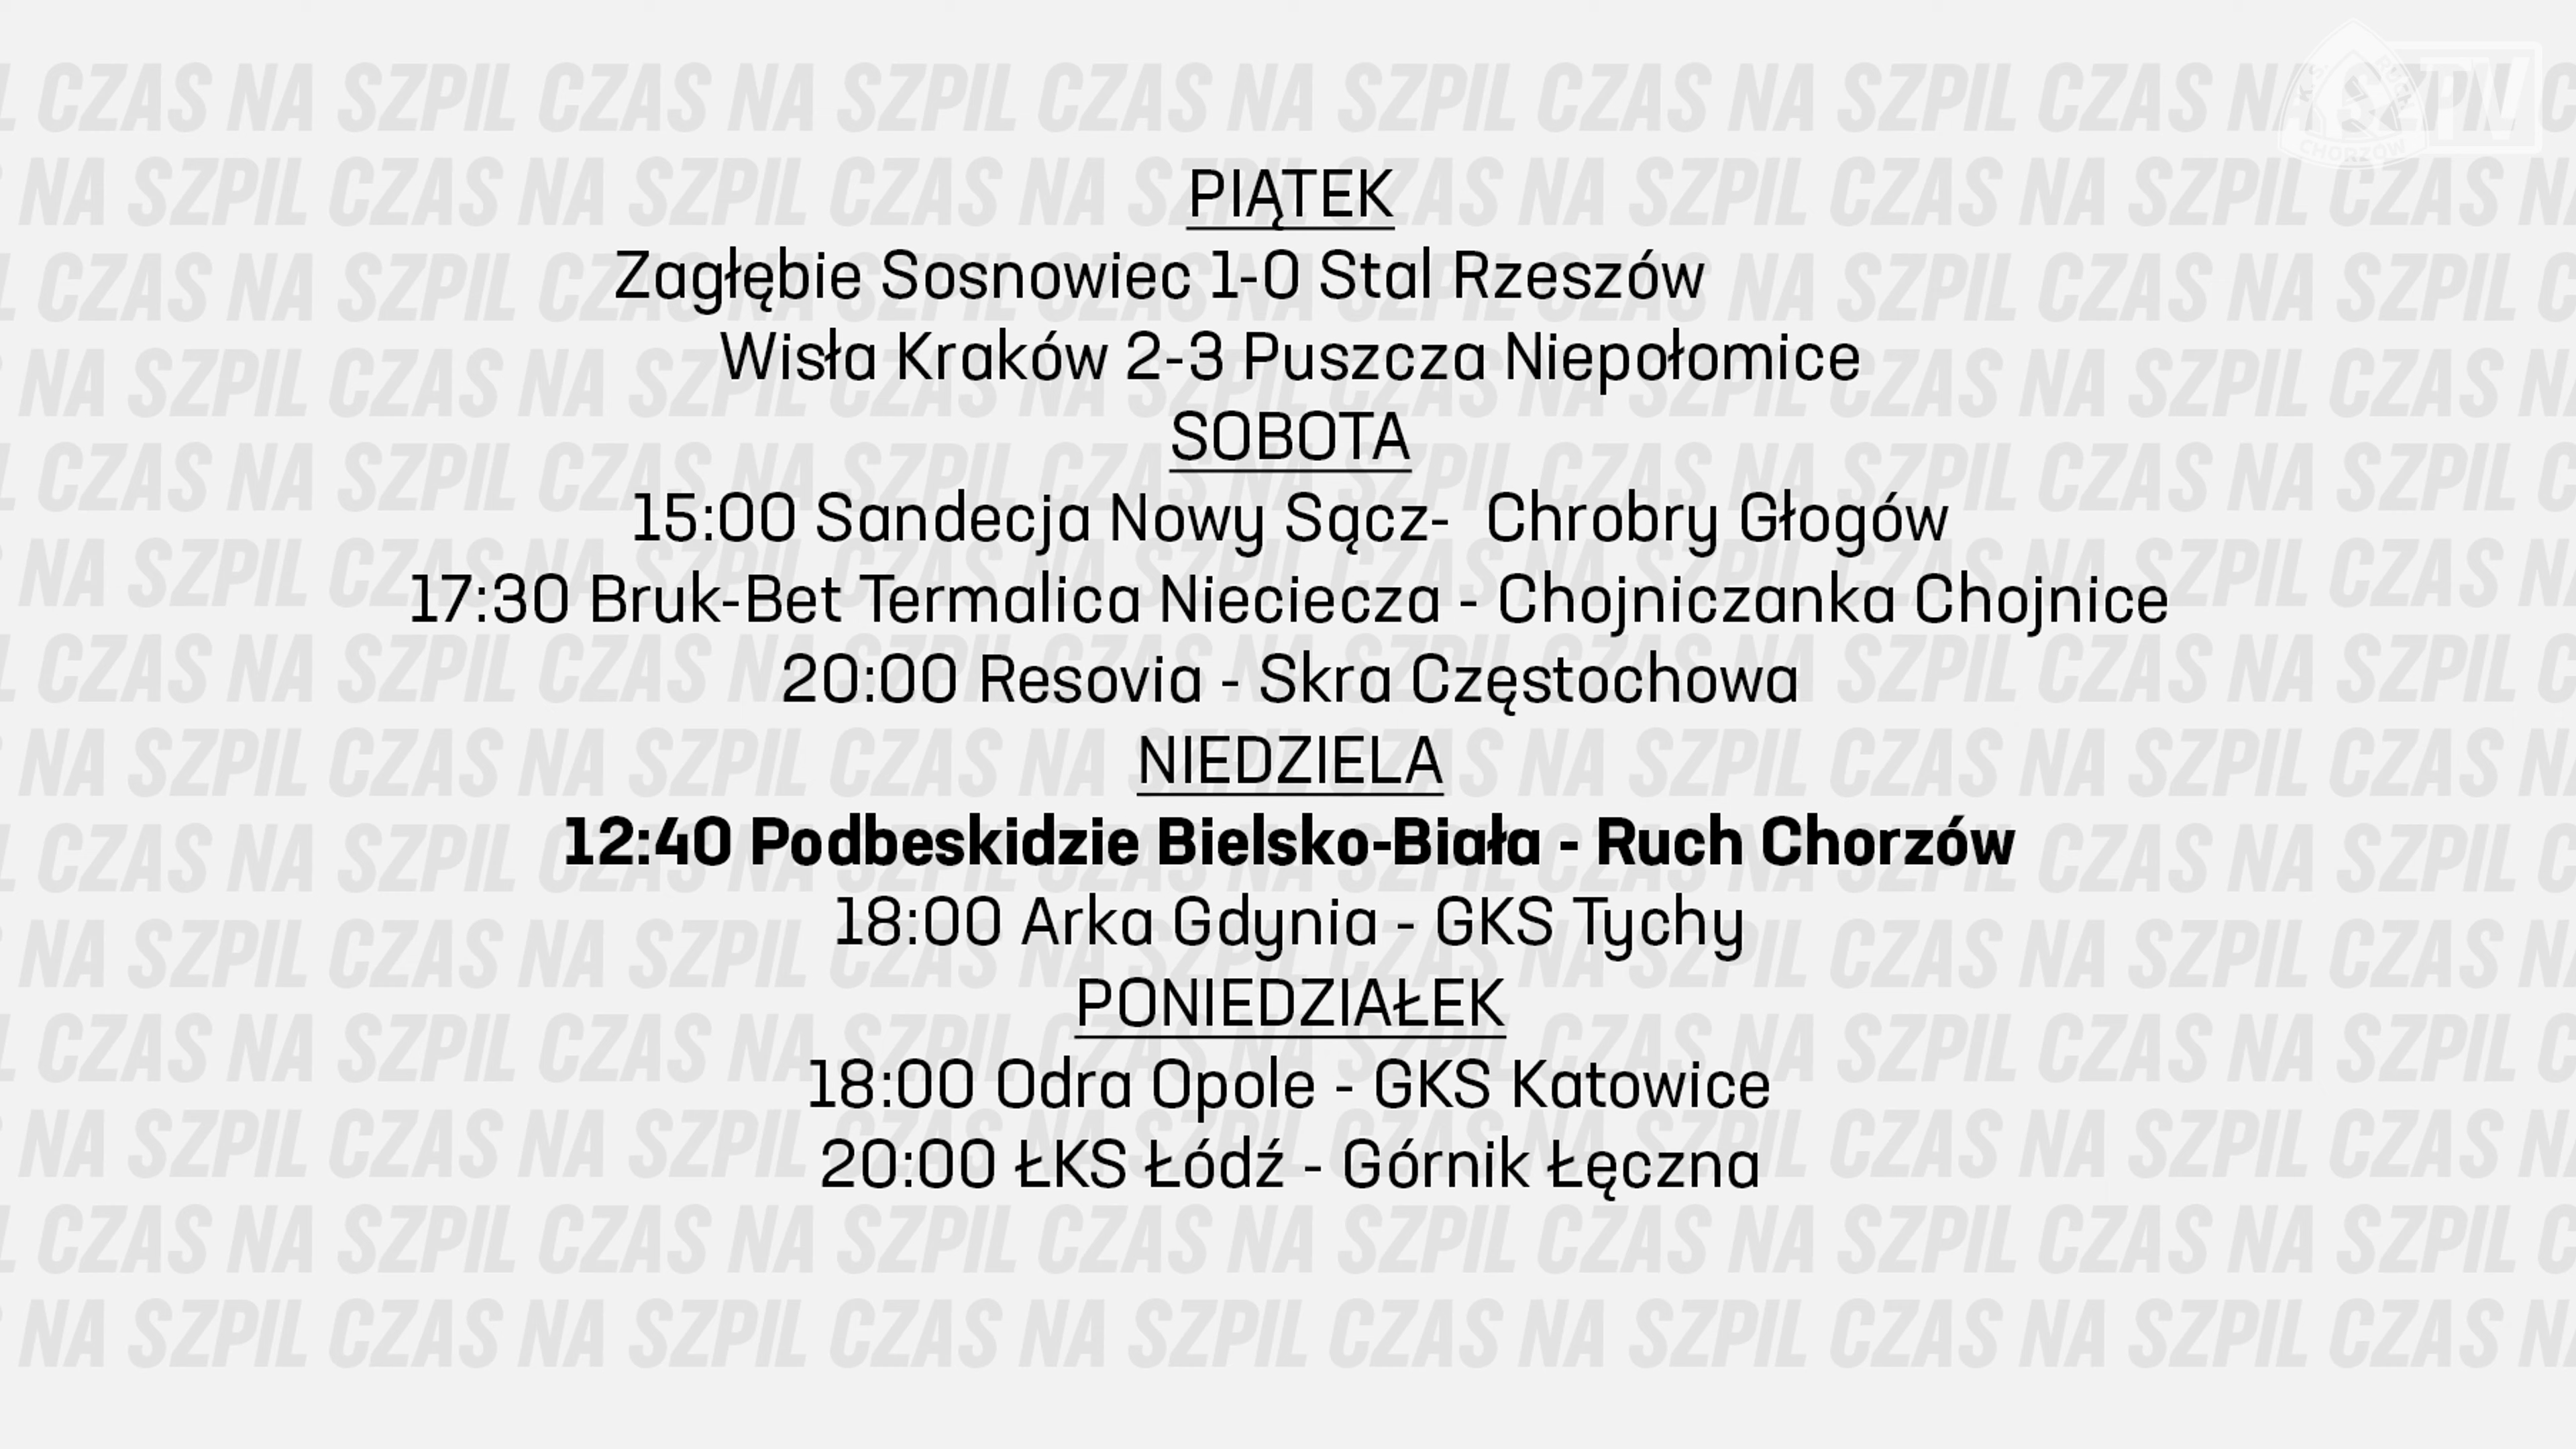 PIĄTEK
Zagłębie Sosnowiec 1-0 Stal Rzeszów
Wisła Kraków 2-3 Puszcza Niepołomice
SOBOTA
15:00 Sandecja Nowy Sącz-  Chrobry Głogów
17:30 Bruk-Bet Termalica Nieciecza - Chojniczanka Chojnice
20:00 Resovia - Skra Częstochowa
NIEDZIELA
12:40 Podbeskidzie Bielsko-Biała - Ruch Chorzów
18:00 Arka Gdynia - GKS Tychy
PONIEDZIAŁEK
18:00 Odra Opole - GKS Katowice
20:00 ŁKS Łódź - Górnik Łęczna